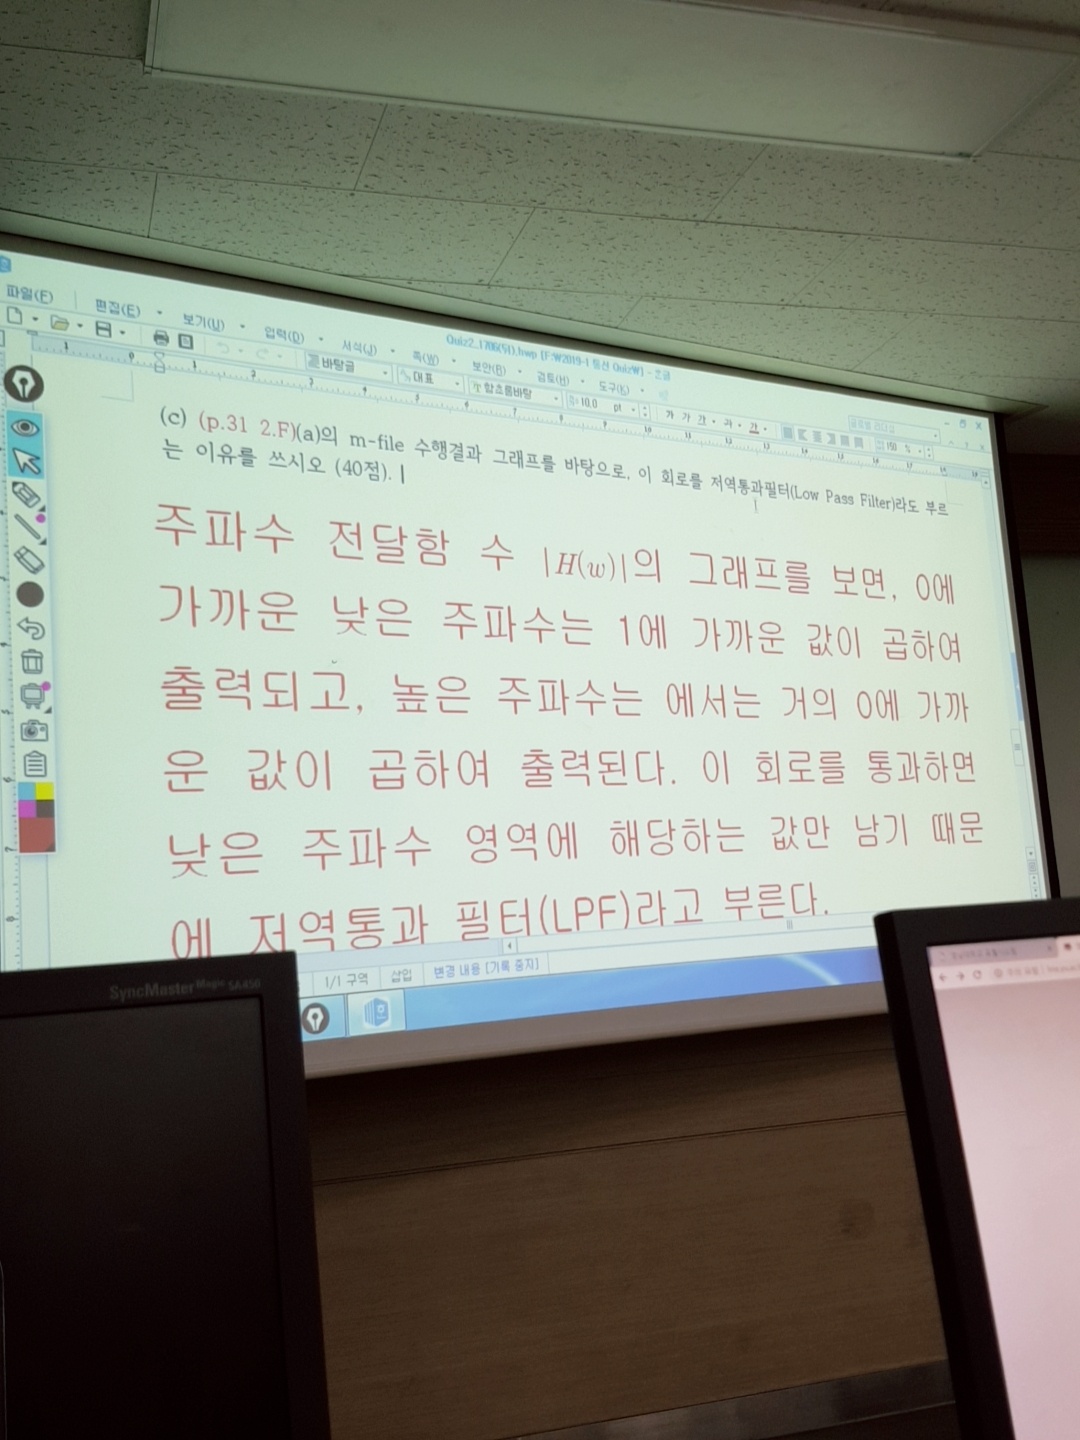 Quiz2_1706(뒤).hwp [F:\W2019-1 통신 Quiz\W] - 한글
파일(F) 편집(E) 보기(U) 입력(D) 서식(J) 쪽(W) 보안(B) 검토(H) 도구(K)
바탕글 대표 함초롬바탕 10.0 pt 가 가 간 가 가
(c) (p.31 2.F)(a)의 m-file 수행결과 그래프를 바탕으로, 이 회로를 저역통과필터(Low Pass Filter)라도 부르
는 이유를 쓰시오 (40점).
주파수 전달함 수 |H(w)|의 그래프를 보면, 0에
가까운 낮은 주파수는 1에 가까운 값이 곱하여
출력되고, 높은 주파수는 에서는 거의 0에 가까
운 값이 곱하여 출력된다. 이 회로를 통과하면
낮은 주파수 영역에 해당하는 값만 남기 때문
에 저역통과 필터(LPF)라고 부른다.
1/1 구역 삽입 변경 내용 [기록 중지]
SyncMaster Magic SA450